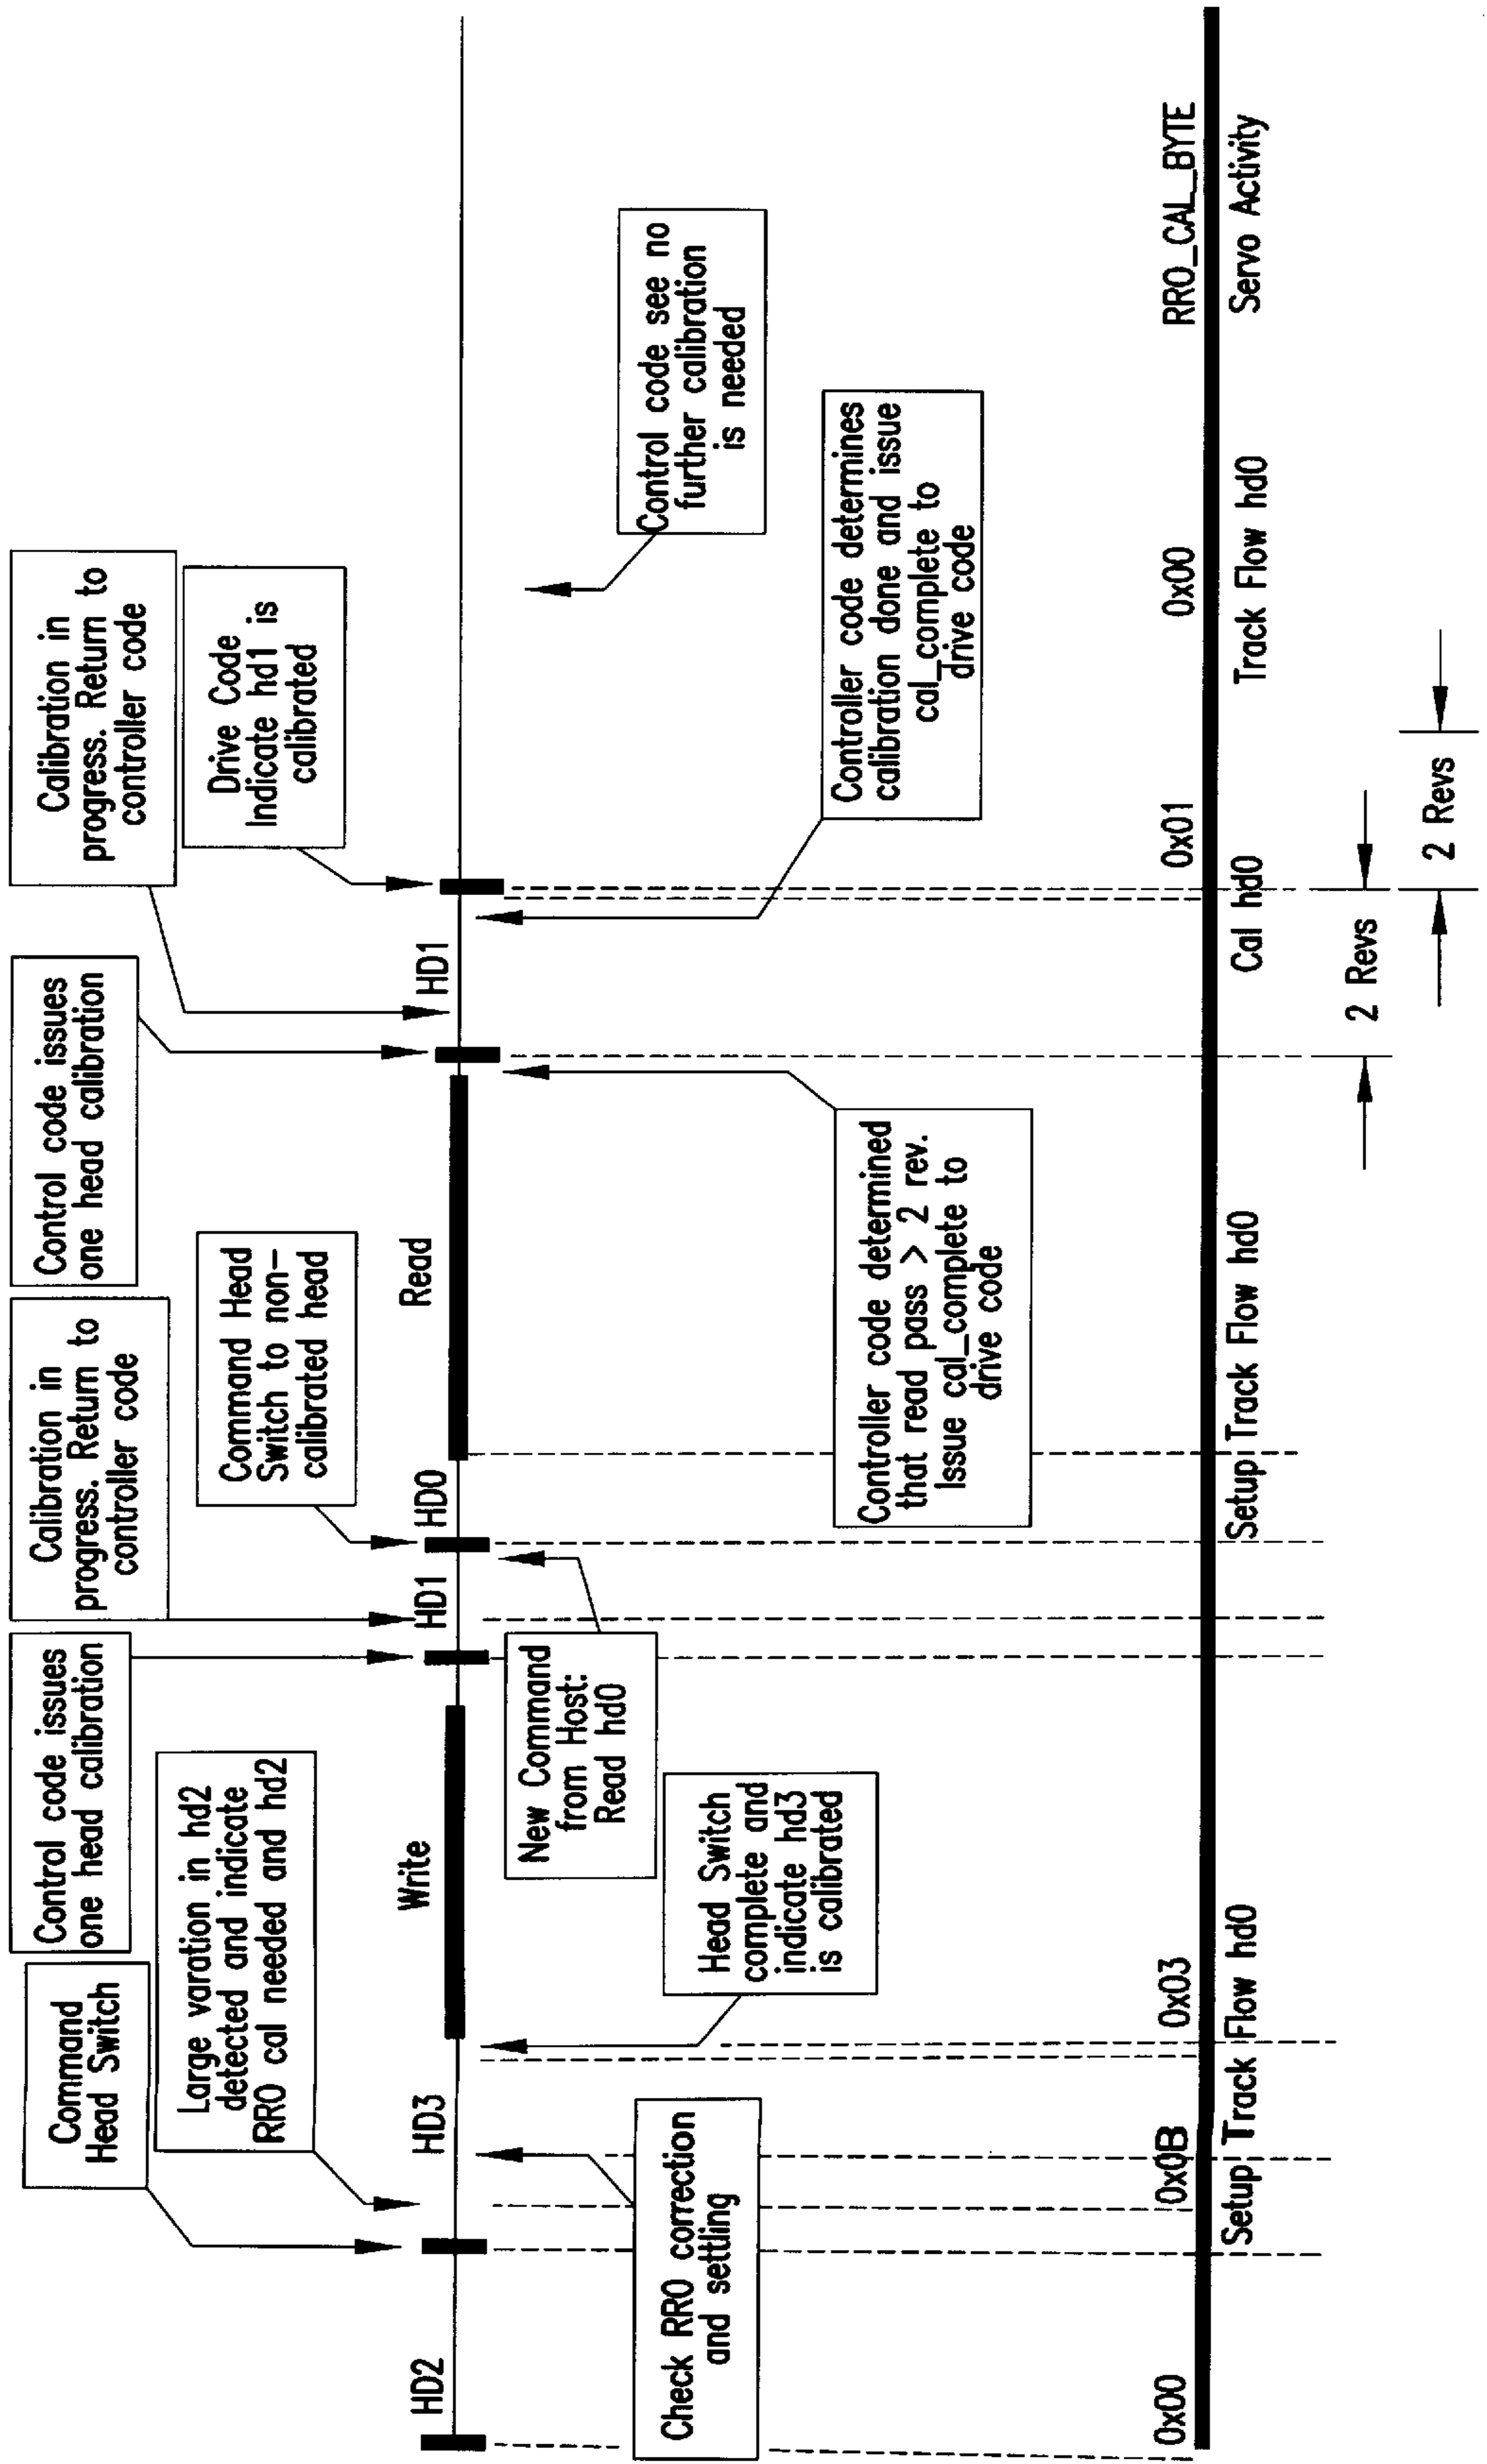 Command
Head Switch
Large varation in hd2
detected and indicate
RRO cal needed and hd2
Control code issues
one head calibration
Calibration in
progress. Return to
controller code
Command Head
Switch to non-
calibrated head
Control code issues
one head calibration
Calibration in
progress. Return to
controller code
Drive Code
Indicate hd1 is
calibrated
HD2
HD3
Write
HD1
HD0
Read
HD1
Check RRO correction
and settling
Head Switch
complete and
indicate hd3
is calibrated
New Command
from Host:
Read hd0
Controller code determined
that read pass > 2 rev.
Issue cal_complete to
drive code
Controller code determines
calibration done and issue
cal_complete to
drive code
Control code see no
further calibration
is needed
0x00
0x0B
0x03
0x01
0x00
RRO_CAL_BYTE
Setup
Track Flow hd0
Setup
Track Flow hd0
Cal hd0
Track Flow hd0
Servo Activity
2 Revs
2 Revs